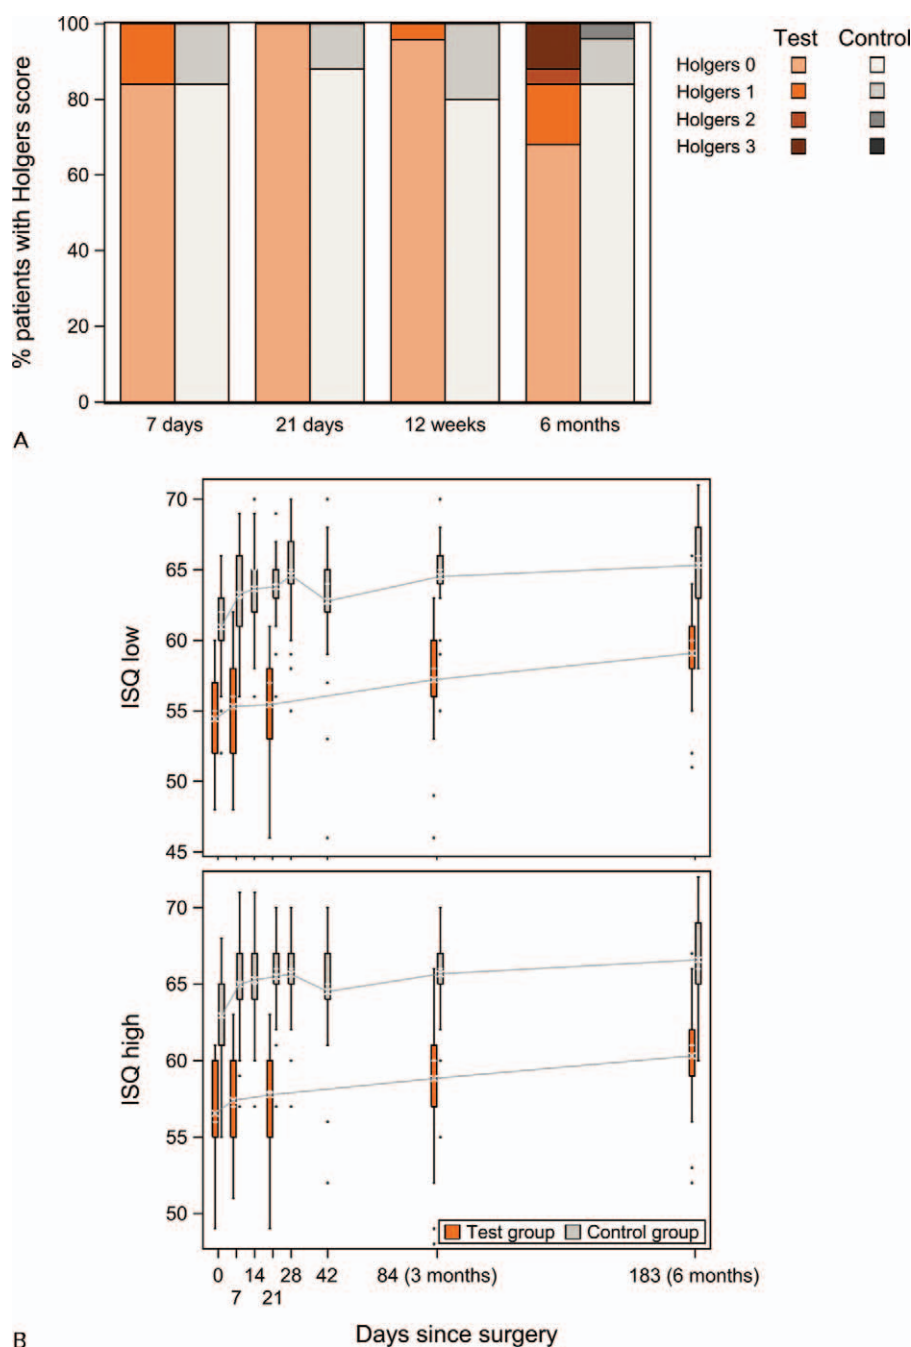 % patients with Holgers score
100
80
60
40
20
0
7 days 21 days 12 weeks 6 months
Test Control
Holgers 0
Holgers 1
Holgers 2
Holgers 3
A
ISQ low
70
65
60
55
50
45
ISQ high
70
65
60
55
50
Test group Control group
0 14 28 42 84 (3 months) 183 (6 months)
7 21
Days since surgery
B